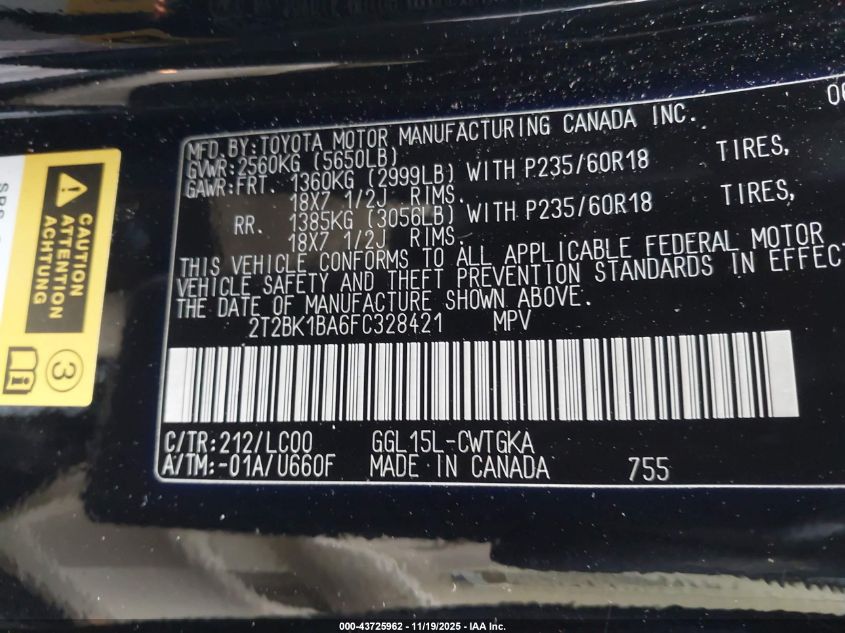 06
MFD. BY:TOYOTA MOTOR MANUFACTURING CANADA INC.
GVWR:2560KG (5650LB)
GAWR:FRT. 1360KG (2999LB) WITH P235/60R18 TIRES,
18X7 1/2J RIMS.
RR. 1385KG (3056LB) WITH P235/60R18 TIRES,
18X7 1/2J RIMS.
THIS VEHICLE CONFORMS TO ALL APPLICABLE FEDERAL MOTOR
VEHICLE SAFETY AND THEFT PREVENTION STANDARDS IN EFFECT
THE DATE OF MANUFACTURE SHOWN ABOVE.
2T2BK1BA6FC328421 MPV
C/TR:212/LC00 GGL15L-CWTGKA
A/TM:-01A/U660F MADE IN CANADA 755
CAUTION
ATTENTION
ACHTUNG
3
000-43725962 - 11/19/2025 - IAA Inc.